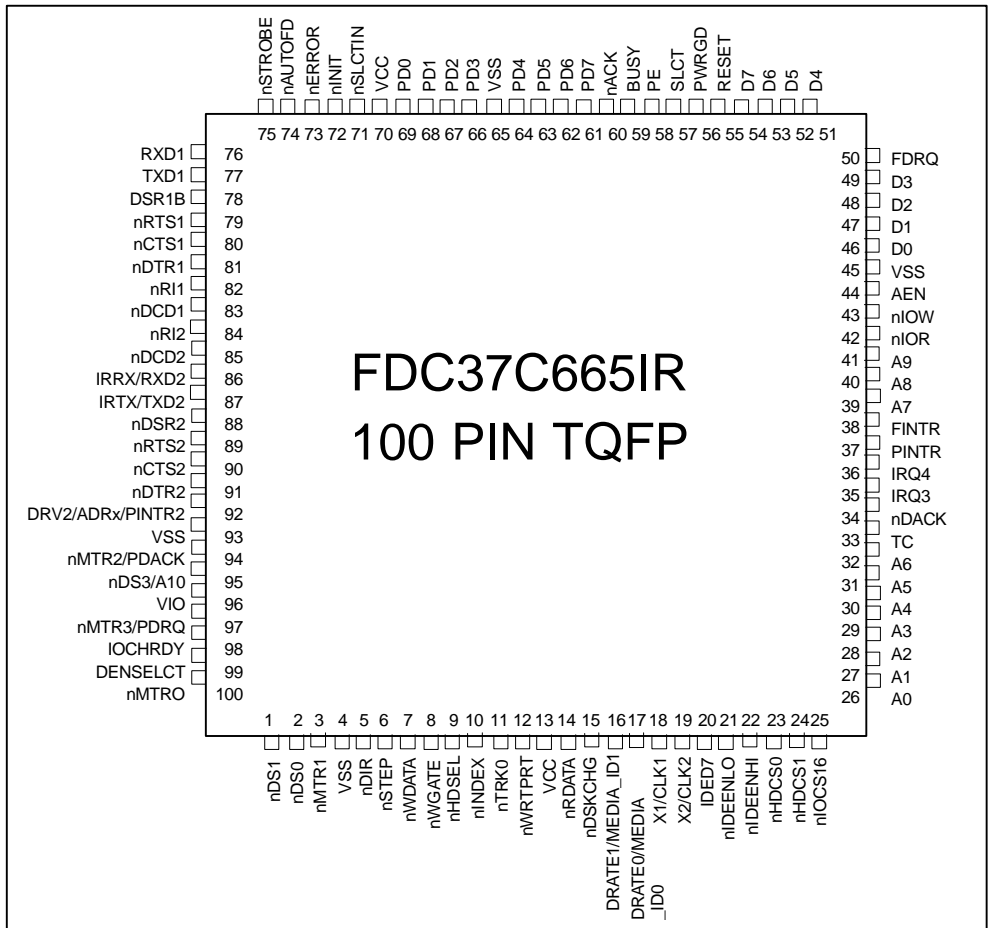 nSTROBE
nAUTOFD
nERROR
nINIT
nSLCTIN
VCC
PD0
PD1
PD2
PD3
VSS
PD4
PD5
PD6
PD7
nACK
BUSY
PE
SLCT
PWRGD
RESET
D7
D6
D5
D4
75 74 73 72 71 70 69 68 67 66 65 64 63 62 61 60 59 58 57 56 55 54 53 52 51
RXD1 76
TXD1 77
DSR1B 78
nRTS1 79
nCTS1 80
nDTR1 81
nRI1 82
nDCD1 83
nRI2 84
nDCD2 85
IRRX/RXD2 86
IRTX/TXD2 87
nDSR2 88
nRTS2 89
nCTS2 90
nDTR2 91
DRV2/ADRx/PINTR2 92
VSS 93
nMTR2/PDACK 94
nDS3/A10 95
VIO 96
nMTR3/PDRQ 97
IOCHRDY 98
DENSELCT 99
nMTRO 100
FDC37C665IR
100 PIN TQFP
50 FDRQ
49 D3
48 D2
47 D1
46 D0
45 VSS
44 AEN
43 nIOW
42 nIOR
41 A9
40 A8
39 A7
38 FINTR
37 PINTR
36 IRQ4
35 IRQ3
34 nDACK
33 TC
32 A6
31 A5
30 A4
29 A3
28 A2
27 A1
26 A0
1 2 3 4 5 6 7 8 9 10 11 12 13 14 15 16 17 18 19 20 21 22 23 24 25
nDS1
nDS0
nMTR1
VSS
nDIR
nSTEP
nWDATA
nWGATE
nHDSEL
nINDEX
nTRK0
nWRTPRT
VCC
nRDATA
nDSKCHG
DRATE1/MEDIA_ID1
DRATE0/MEDIA
_ID0
X1/CLK1
X2/CLK2
IDED7
nIDEENLO
nIDEENHI
nHDCS0
nHDCS1
nIOCS16